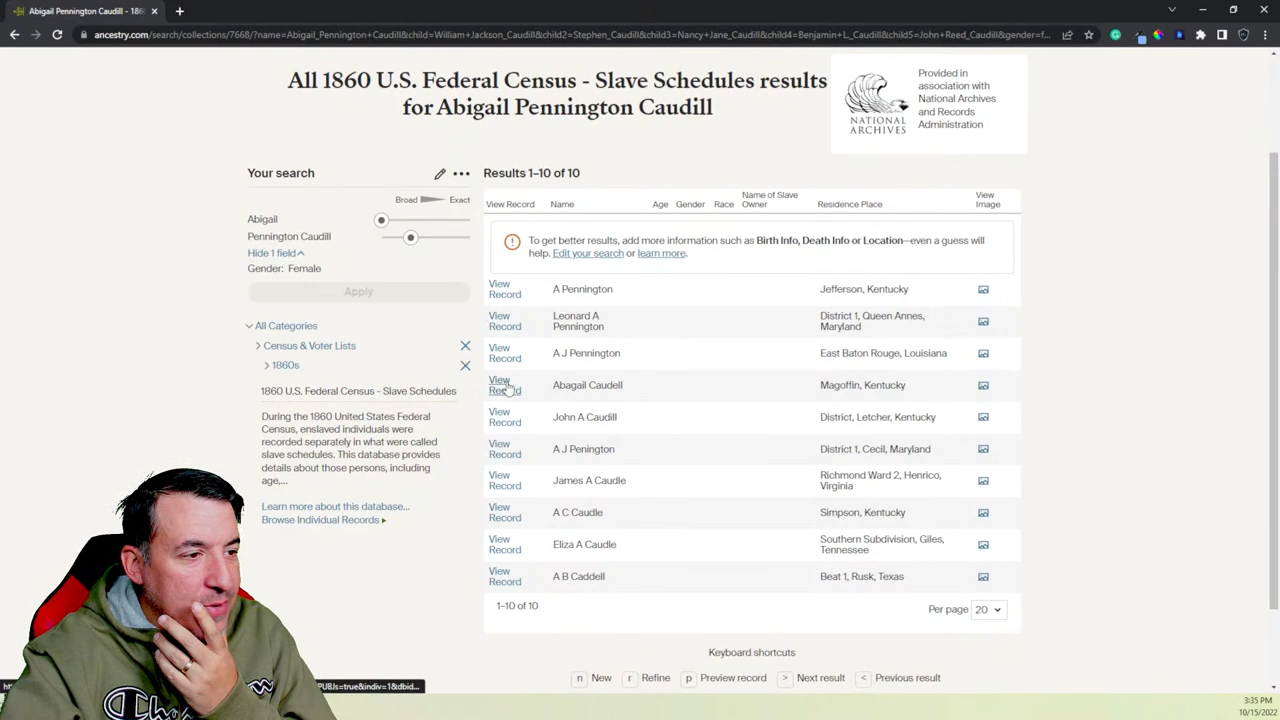 Abigail Pennington Caudill - 186
ancestry.com/search/collections/7668/?name=Abigail_Pennington+Caudill&child=William+Jackson_Caudill&child2=Stephen_Caudill&child3=Nancy+Jane_Caudill&child4=Benjamin+L._Caudill&child5=John+Reed_Caudill&gender=f...
All 1860 U.S. Federal Census - Slave Schedules results
for Abigail Pennington Caudill
NATIONAL
ARCHIVES
Provided in
association with
National Archives
and Records
Administration
Your search
Broad Exact
Abigail
Pennington Caudill
Hide 1 field
Gender: Female
Apply
All Categories
Census & Voter Lists
1860s
1860 U.S. Federal Census - Slave Schedules
During the 1860 United States Federal
Census, enslaved individuals were
recorded separately in what were called
slave schedules. This database provides
details about those persons, including
age,...
Learn more about this database...
Browse Individual Records
Results 1–10 of 10
View Record Name Age Gender Race Name of Slave Owner Residence Place View Image
To get better results, add more information such as Birth Info, Death Info or Location—even a guess will
help. Edit your search or learn more.
View Record A Pennington Jefferson, Kentucky
View Record Leonard A Pennington District 1, Queen Annes, Maryland
View Record A J Pennington East Baton Rouge, Louisiana
View Record Abagail Caudell Magoffin, Kentucky
View Record John A Caudill District, Letcher, Kentucky
View Record A J Penington District 1, Cecil, Maryland
View Record James A Caudle Richmond Ward 2, Henrico, Virginia
View Record A C Caudle Simpson, Kentucky
View Record Eliza A Caudle Southern Subdivision, Giles, Tennessee
View Record A B Caddell Beat 1, Rusk, Texas
1–10 of 10
Per page 20
Keyboard shortcuts
n New r Refine p Preview record > Next result < Previous result
PUBJs=true&indiv=1&dbid...
3:35 PM
10/15/2022